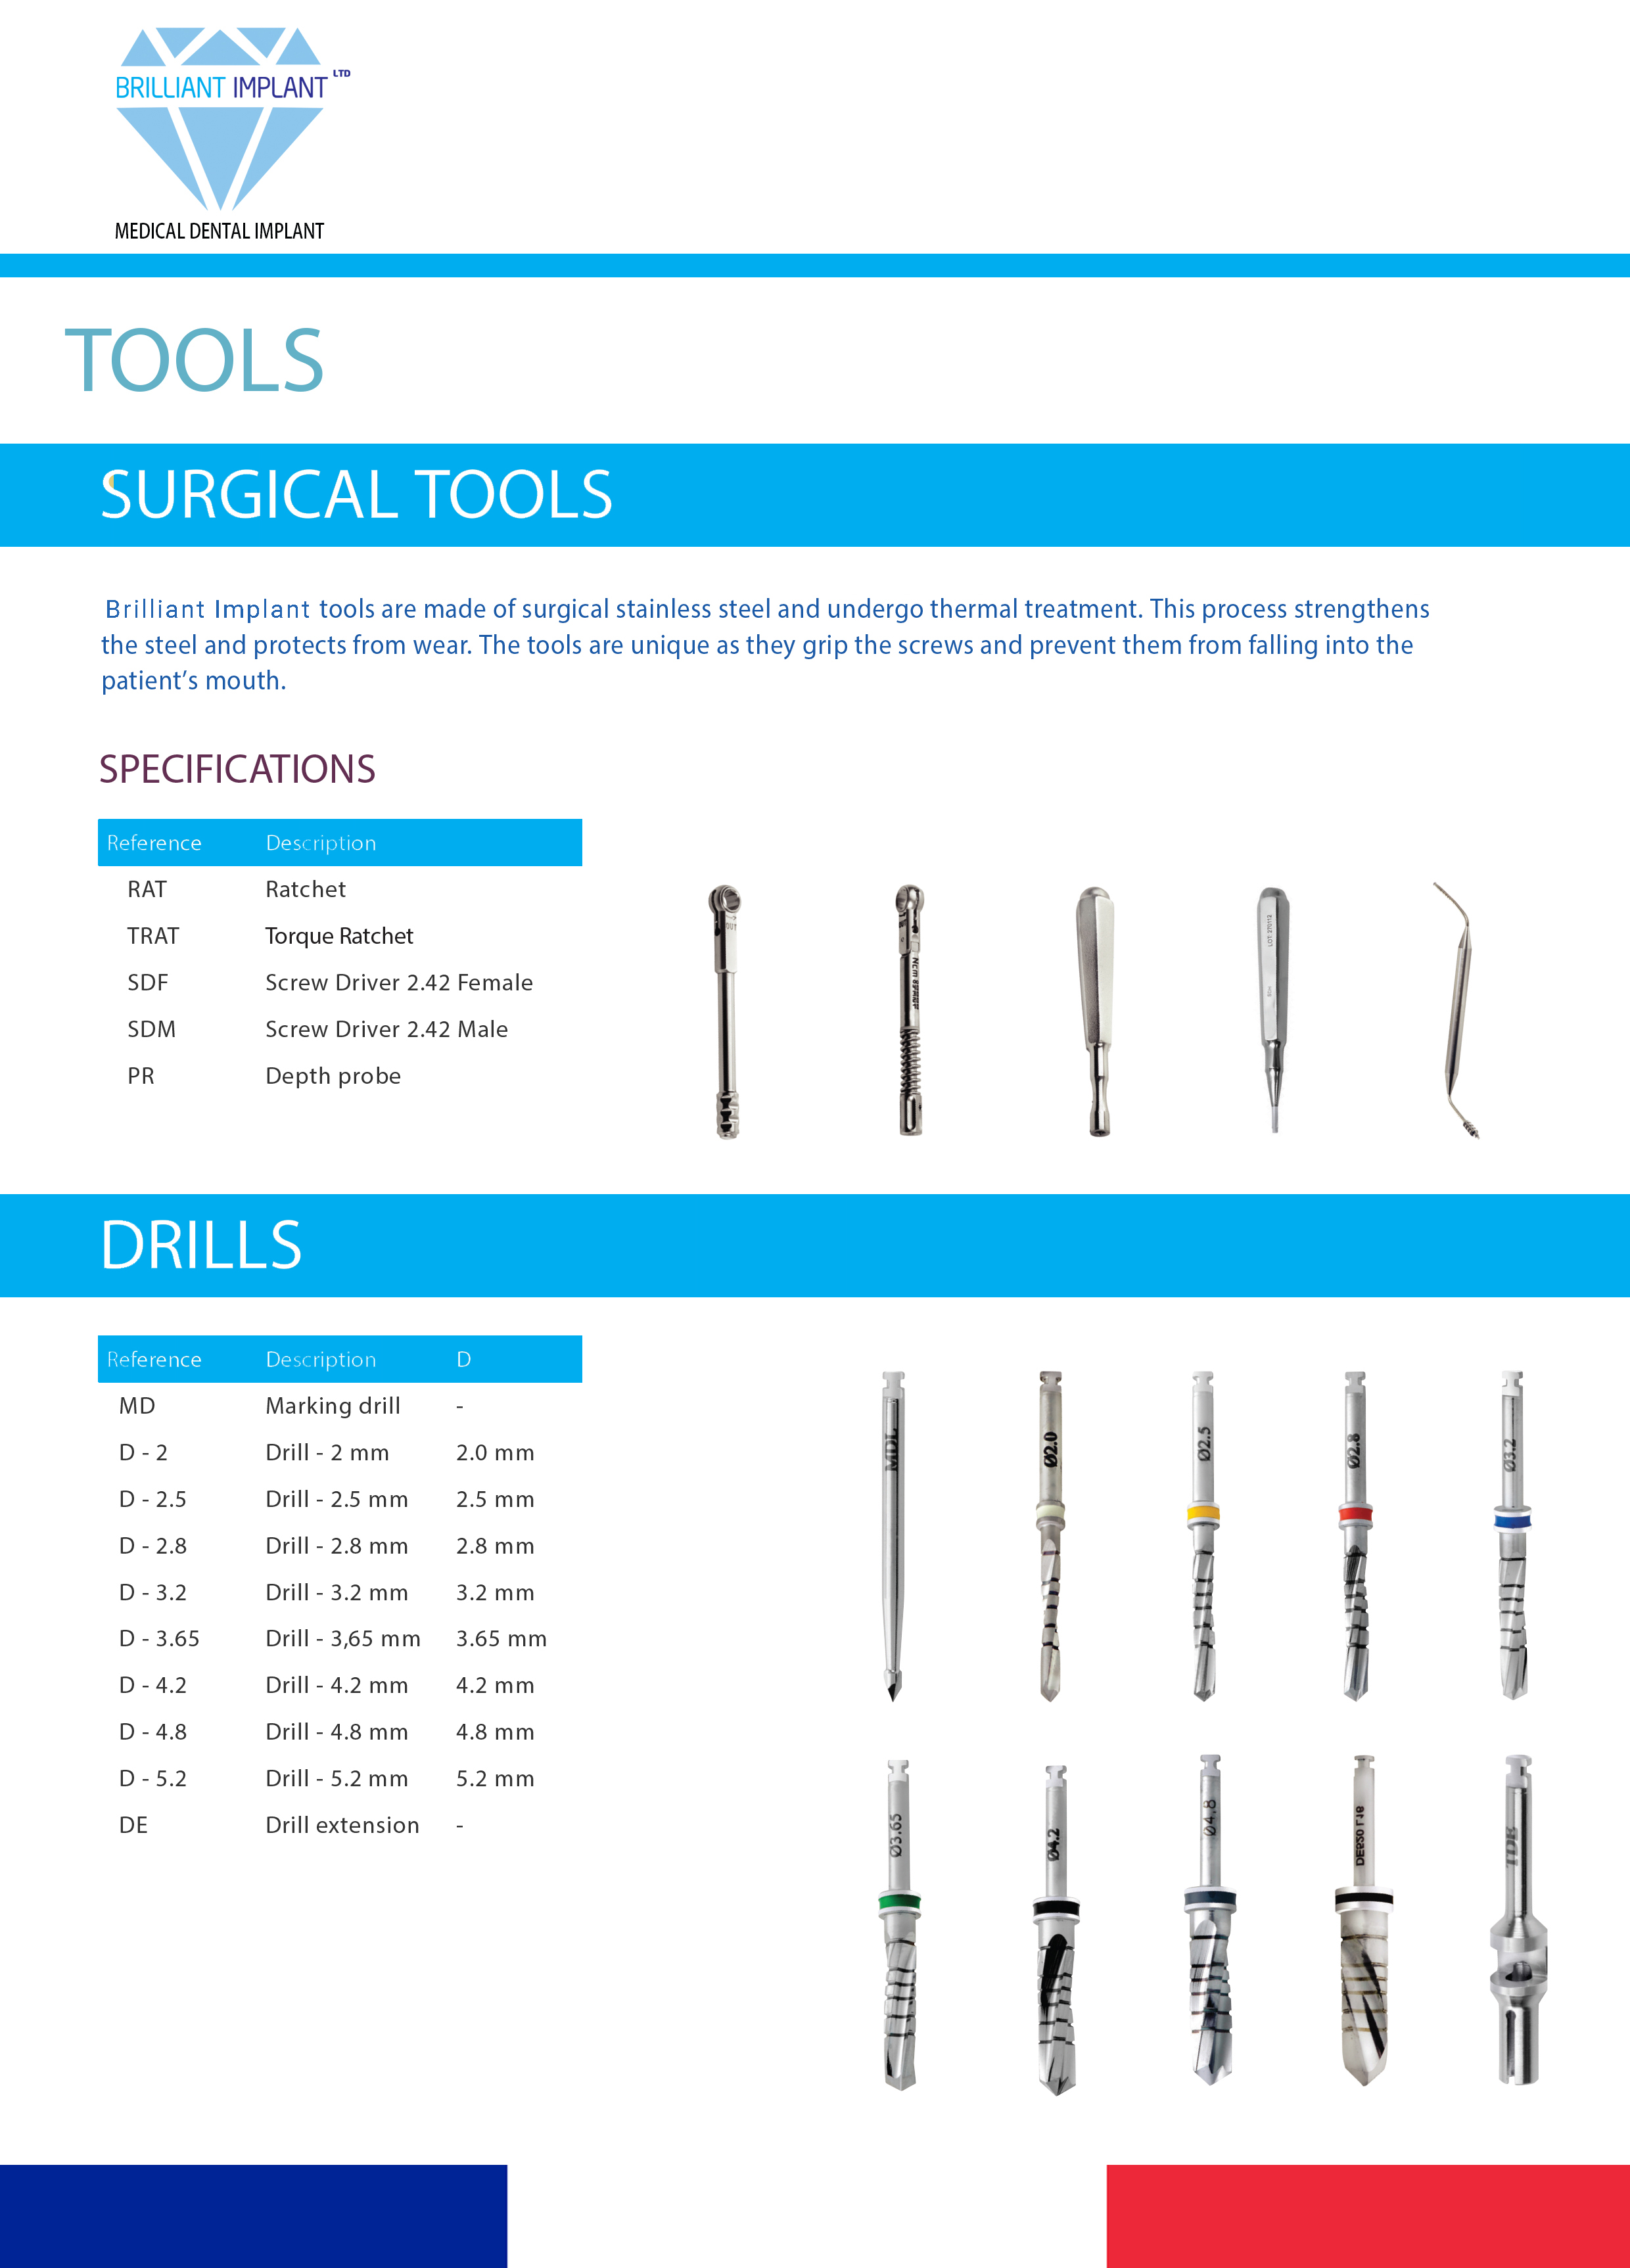 BRILLIANT IMPLANT LTD
MEDICAL DENTAL IMPLANT
TOOLS
SURGICAL TOOLS
Brilliant Implant tools are made of surgical stainless steel and undergo thermal treatment. This process strengthens
the steel and protects from wear. The tools are unique as they grip the screws and prevent them from falling into the
patient’s mouth.
SPECIFICATIONS
Reference Description
RAT Ratchet
TRAT Torque Ratchet
SDF Screw Driver 2.42 Female
SDM Screw Driver 2.42 Male
PR Depth probe
OUT
Ncm
LOT: 270112
DRILLS
Reference Description D
MD Marking drill -
D - 2 Drill - 2 mm 2.0 mm
D - 2.5 Drill - 2.5 mm 2.5 mm
D - 2.8 Drill - 2.8 mm 2.8 mm
D - 3.2 Drill - 3.2 mm 3.2 mm
D - 3.65 Drill - 3,65 mm 3.65 mm
D - 4.2 Drill - 4.2 mm 4.2 mm
D - 4.8 Drill - 4.8 mm 4.8 mm
D - 5.2 Drill - 5.2 mm 5.2 mm
DE Drill extension -
MDL
Ø2.0
Ø2.5
Ø2.8
Ø3.2
Ø3.65
Ø4.2
Ø4.8
TDE